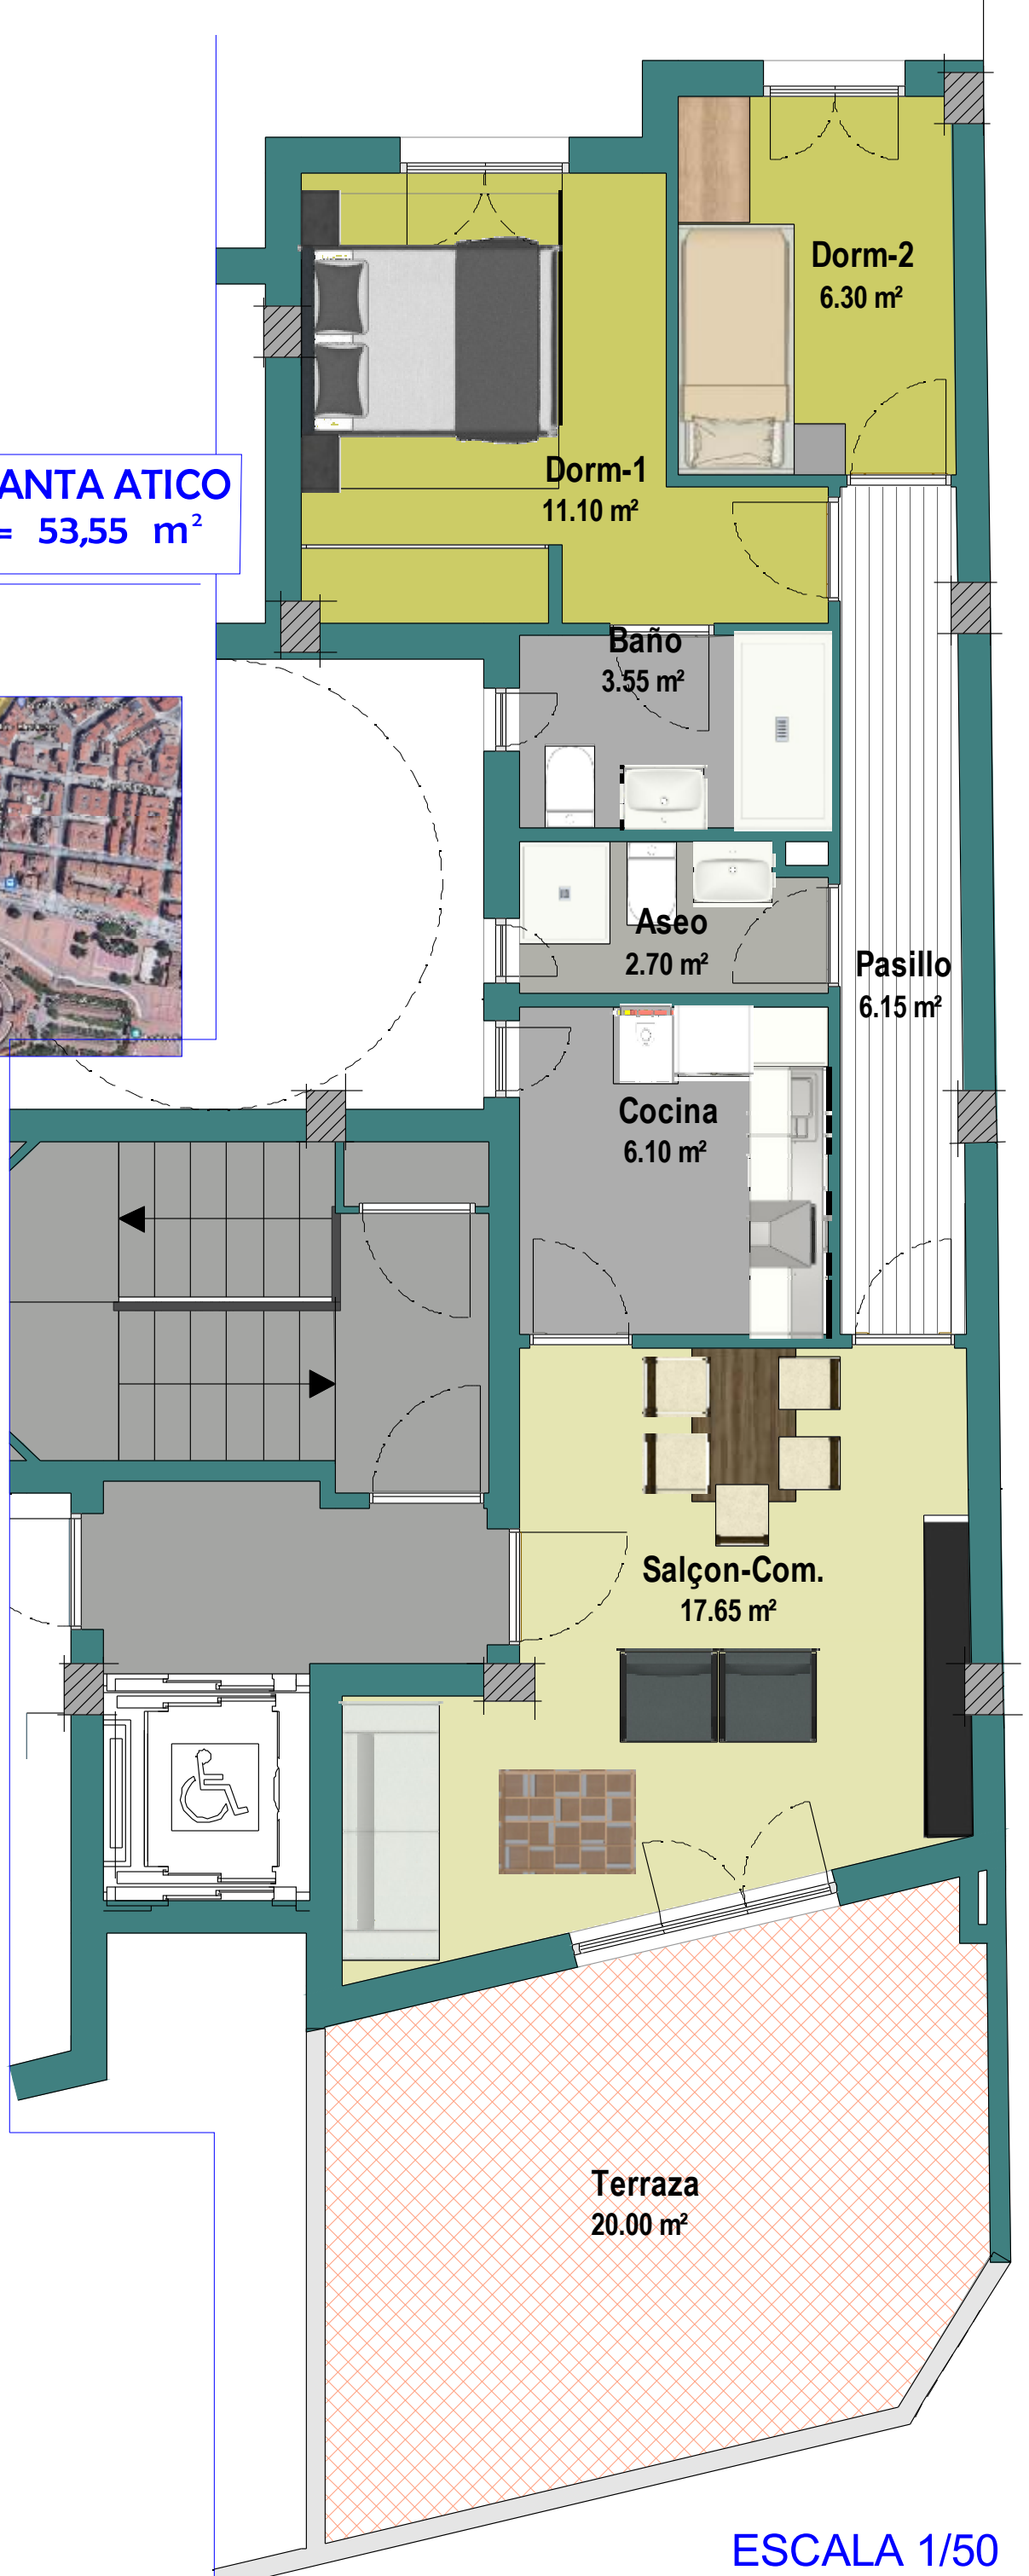 Dorm-2
6.30 m²
Dorm-1
11.10 m²
ANTA ATICO
= 53,55 m²
Baño
3.55 m²
Aseo
2.70 m²
Pasillo
6.15 m²
Cocina
6.10 m²
Salçon-Com.
17.65 m²
Terraza
20.00 m²
ESCALA 1/50